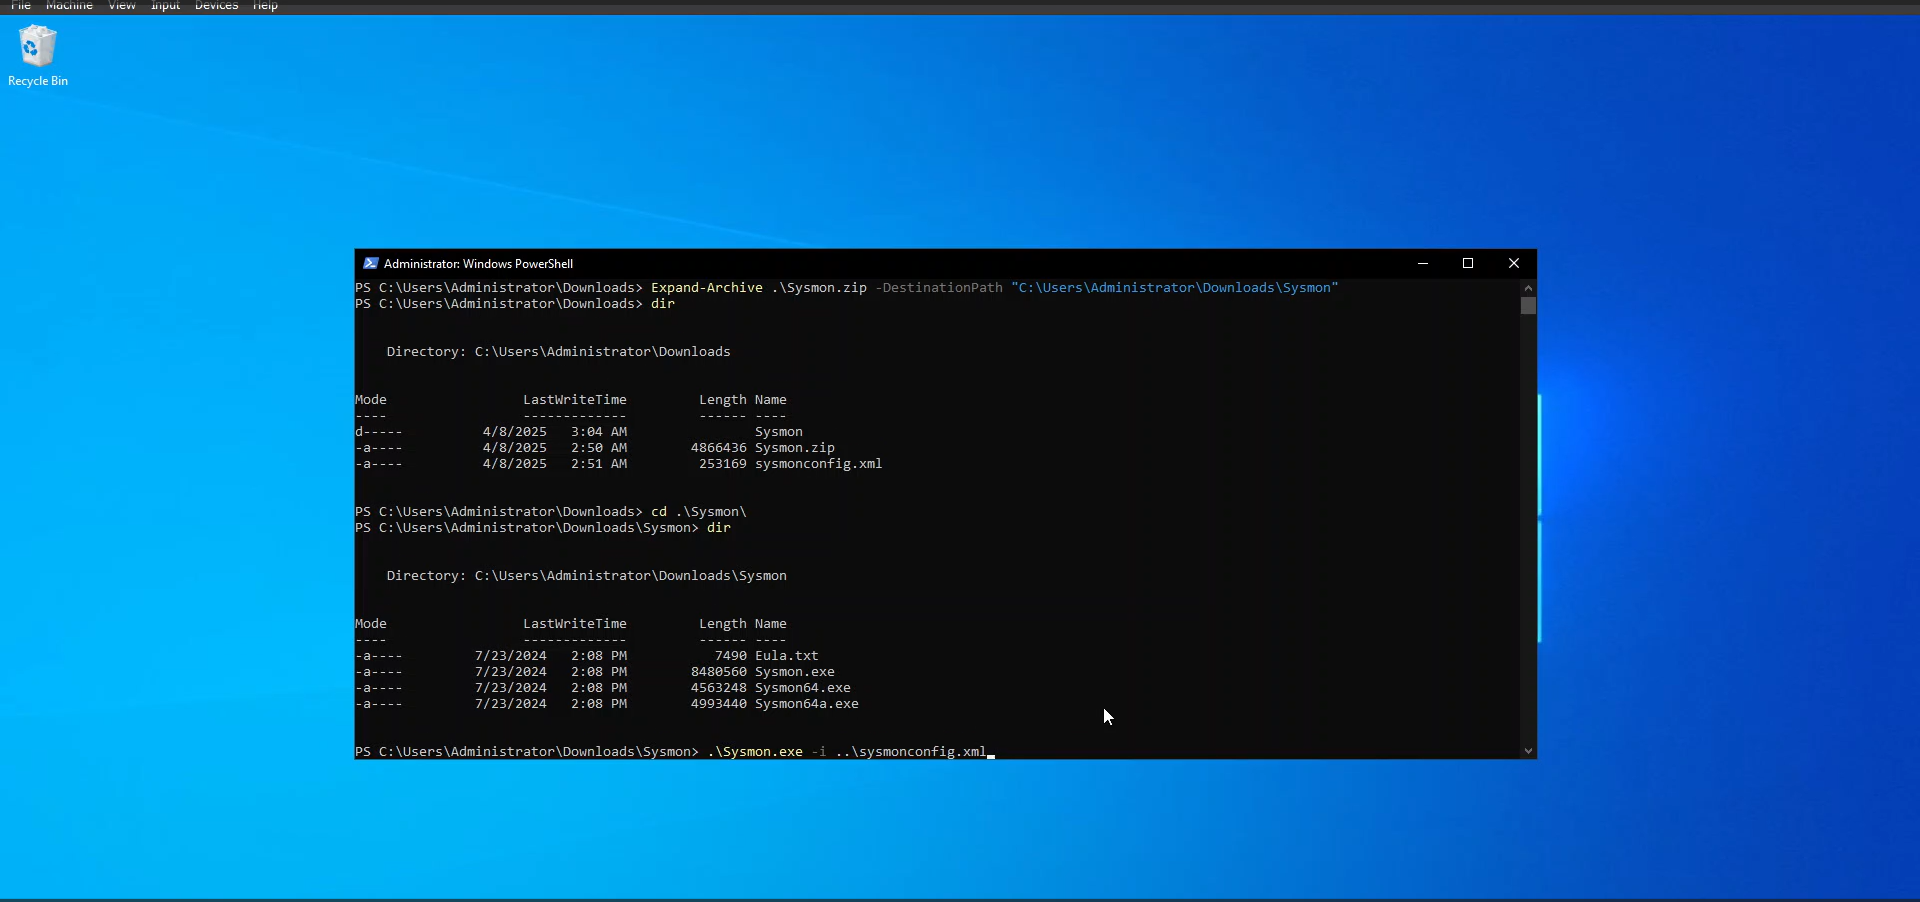 File Machine View Input Devices Help
Recycle Bin
Administrator: Windows PowerShell
PS C:\Users\Administrator\Downloads> Expand-Archive .\Sysmon.zip -DestinationPath "C:\Users\Administrator\Downloads\Sysmon"
PS C:\Users\Administrator\Downloads> dir
Directory: C:\Users\Administrator\Downloads
Mode LastWriteTime Length Name
---- ------------- ------ ----
d----- 4/8/2025 3:04 AM Sysmon
-a---- 4/8/2025 2:50 AM 4866436 Sysmon.zip
-a---- 4/8/2025 2:51 AM 253169 sysmonconfig.xml
PS C:\Users\Administrator\Downloads> cd .\Sysmon\
PS C:\Users\Administrator\Downloads\Sysmon> dir
Directory: C:\Users\Administrator\Downloads\Sysmon
Mode LastWriteTime Length Name
---- ------------- ------ ----
-a---- 7/23/2024 2:08 PM 7490 Eula.txt
-a---- 7/23/2024 2:08 PM 8480560 Sysmon.exe
-a---- 7/23/2024 2:08 PM 4563248 Sysmon64.exe
-a---- 7/23/2024 2:08 PM 4993440 Sysmon64a.exe
PS C:\Users\Administrator\Downloads\Sysmon> .\Sysmon.exe -i ..\sysmonconfig.xml